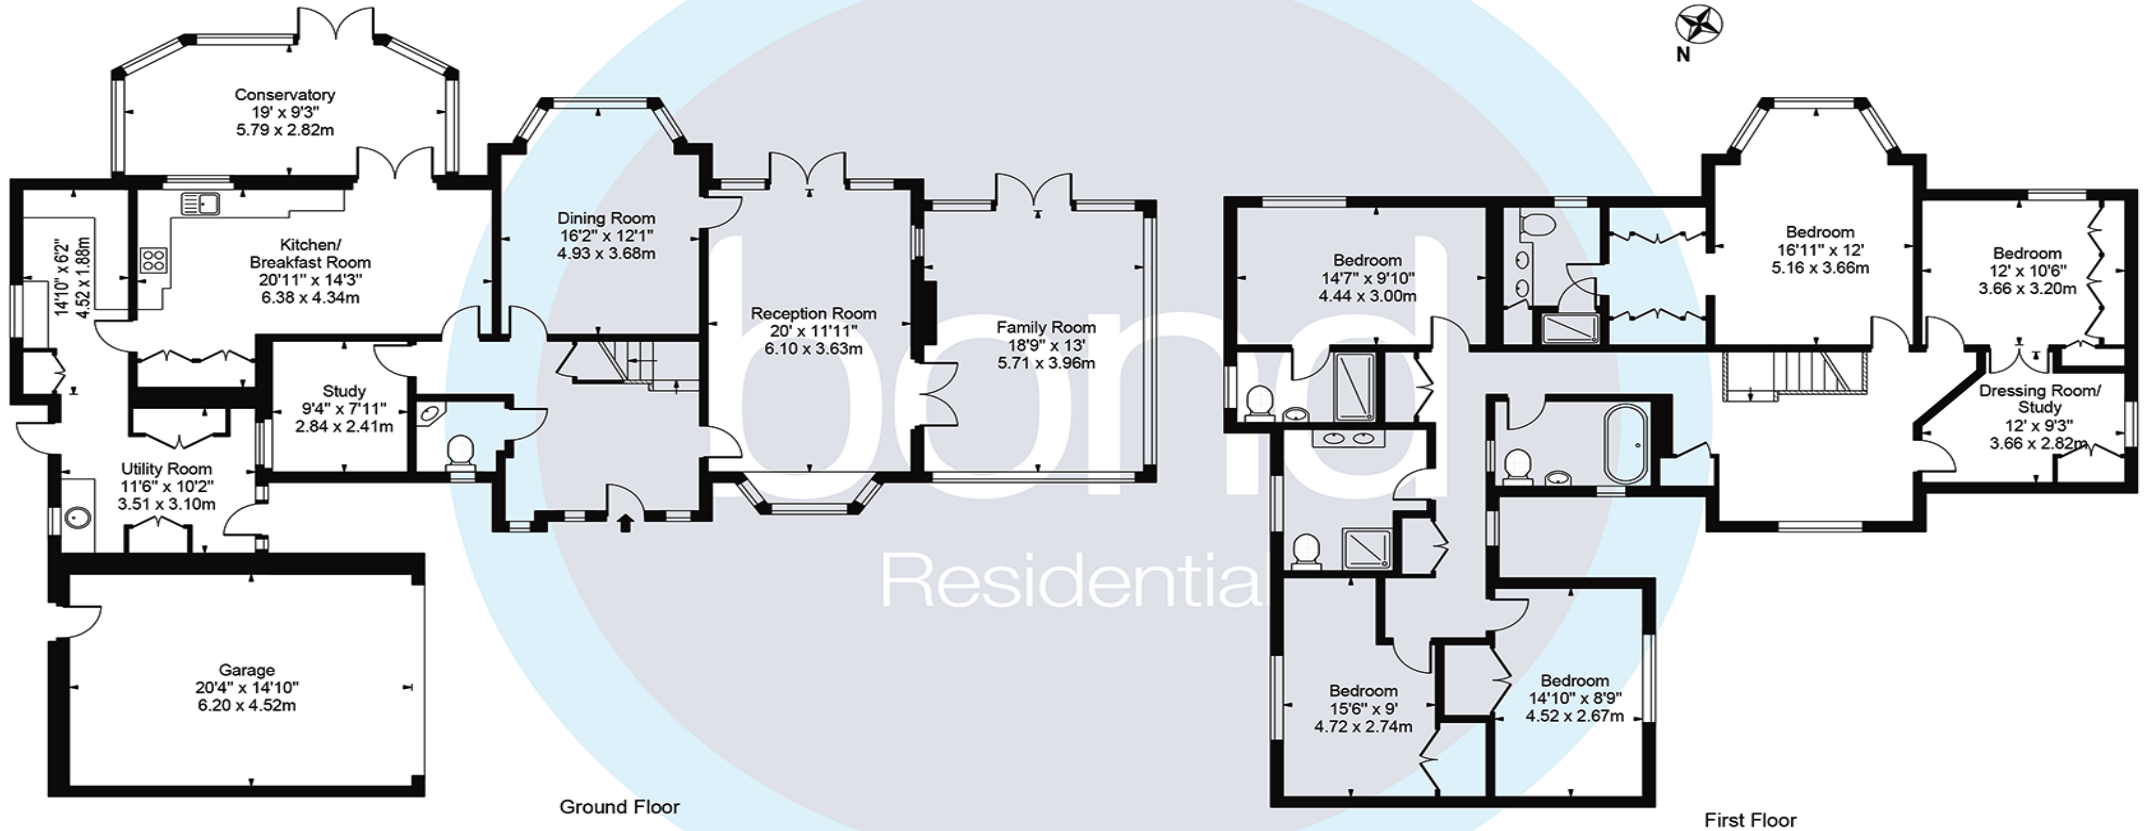 Conservatory
19' x 9'3"
5.79 x 2.82m
14'10" x 6'2"
4.52 x 1.88m
Kitchen/
Breakfast Room
20'11" x 14'3"
6.38 x 4.34m
Dining Room
16'2" x 12'1"
4.93 x 3.68m
Reception Room
20' x 11'11"
6.10 x 3.63m
Family Room
18'9" x 13'
5.71 x 3.96m
Study
9'4" x 7'11"
2.84 x 2.41m
Utility Room
11'6" x 10'2"
3.51 x 3.10m
Garage
20'4" x 14'10"
6.20 x 4.52m
Ground Floor
bond
Residential
N
Bedroom
14'7" x 9'10"
4.44 x 3.00m
Bedroom
16'11" x 12'
5.16 x 3.66m
Bedroom
12' x 10'6"
3.66 x 3.20m
Dressing Room/
Study
12' x 9'3"
3.66 x 2.82m
Bedroom
15'6" x 9'
4.72 x 2.74m
Bedroom
14'10" x 8'9"
4.52 x 2.67m
First Floor